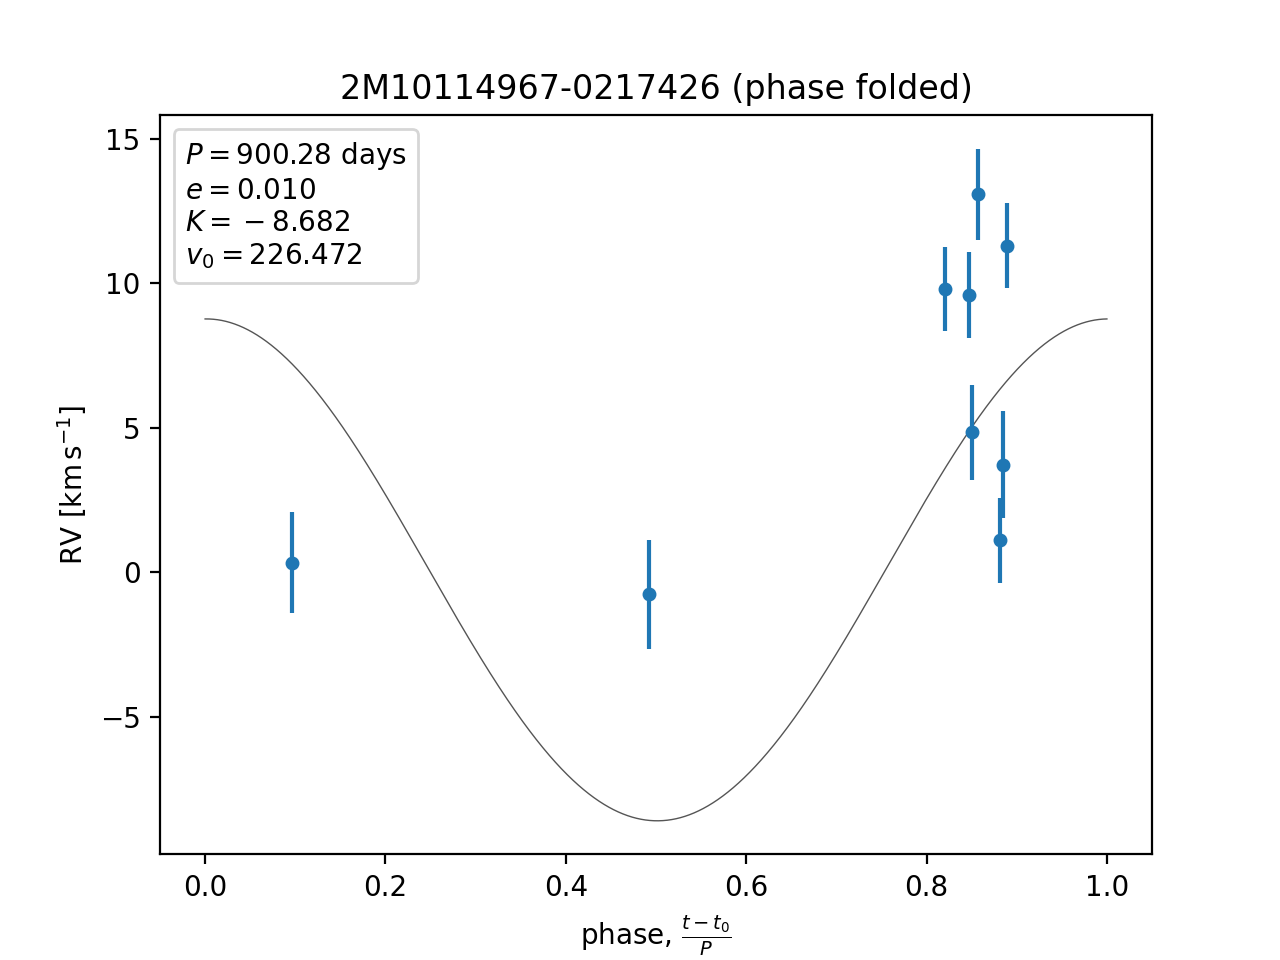 2M10114967-0217426 (phase folded)
P = 900.28 days
e = 0.010
K = −8.682
v₀ = 226.472
RV [km s⁻¹]
15
10
5
0
−5
0.0 0.2 0.4 0.6 0.8 1.0
phase, (t − t₀)/P